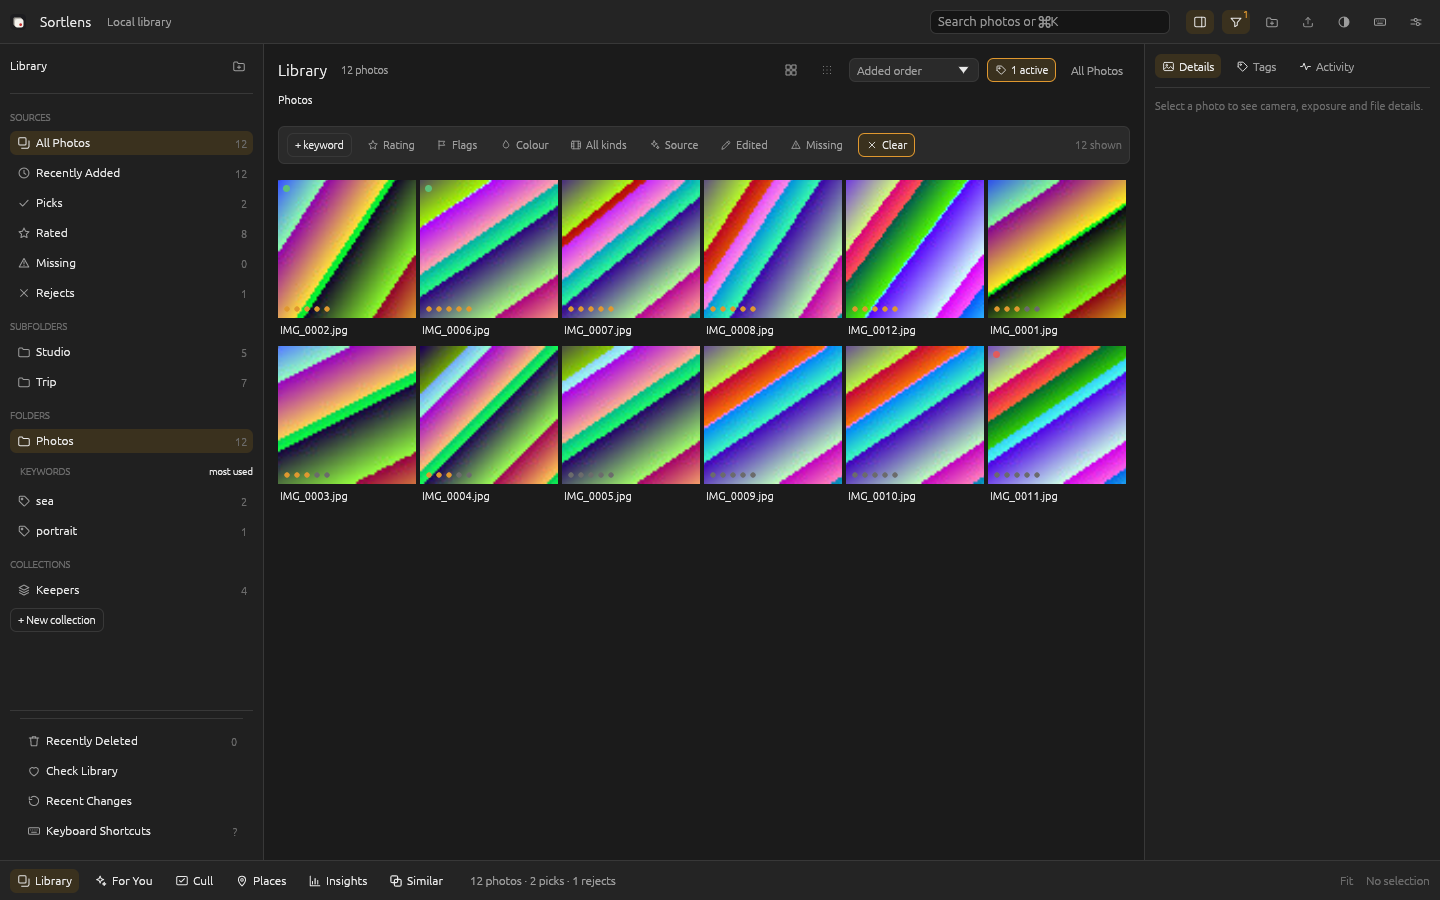 Sortlens Local library Search photos or ⌘K 1
Library
SOURCES
All Photos 12
Recently Added 12
Picks 2
Rated 8
Missing 0
Rejects 1
SUBFOLDERS
Studio 5
Trip 7
FOLDERS
Photos 12
KEYWORDS most used
sea 2
portrait 1
COLLECTIONS
Keepers 4
+ New collection
Recently Deleted 0
Check Library
Recent Changes
Keyboard Shortcuts ?
Library 12 photos Added order 1 active All Photos
Photos
+ keyword Rating Flags Colour All kinds Source Edited Missing Clear 12 shown
IMG_0002.jpg IMG_0006.jpg IMG_0007.jpg IMG_0008.jpg IMG_0012.jpg IMG_0001.jpg
IMG_0003.jpg IMG_0004.jpg IMG_0005.jpg IMG_0009.jpg IMG_0010.jpg IMG_0011.jpg
Details Tags Activity
Select a photo to see camera, exposure and file details.
Library For You Cull Places Insights Similar 12 photos · 2 picks · 1 rejects Fit No selection